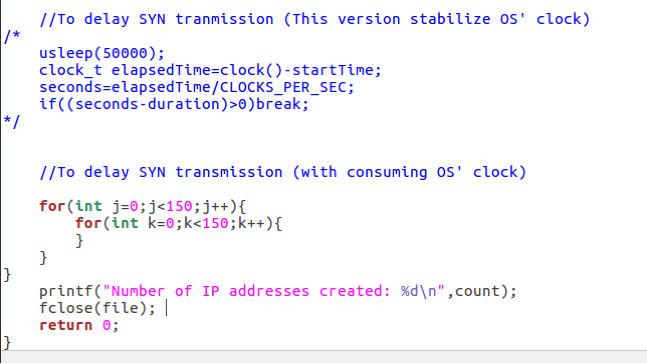 //To delay SYN tranmission (This version stabilize OS' clock)
/*
usleep(50000);
clock_t elapsedTime=clock()-startTime;
seconds=elapsedTime/CLOCKS_PER_SEC;
if((seconds-duration)>0)break;
*/
//To delay SYN transmission (with consuming OS' clock)
for(int j=0;j<150;j++){
for(int k=0;k<150;k++){
}
}
}
printf("Number of IP addresses created: %d\n",count);
fclose(file);
return 0;
}